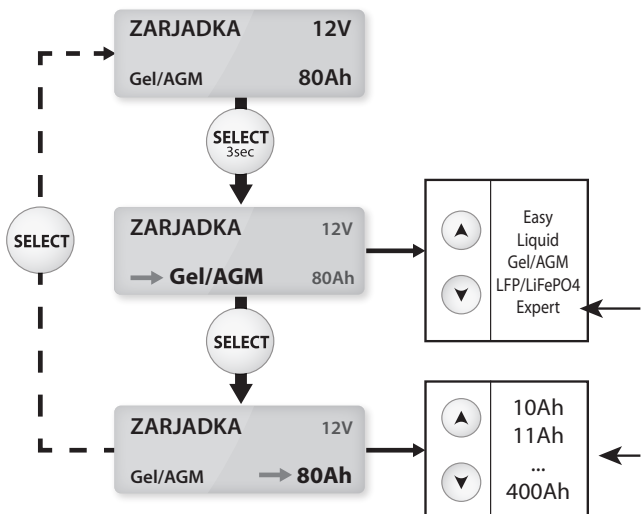 ZARJADKA 12V
Gel/AGM 80Ah
SELECT
3sec
SELECT
ZARJADKA 12V
Gel/AGM 80Ah
Easy
Liquid
Gel/AGM
LFP/LiFePO4
Expert
SELECT
ZARJADKA 12V
Gel/AGM 80Ah
10Ah
11Ah
...
400Ah